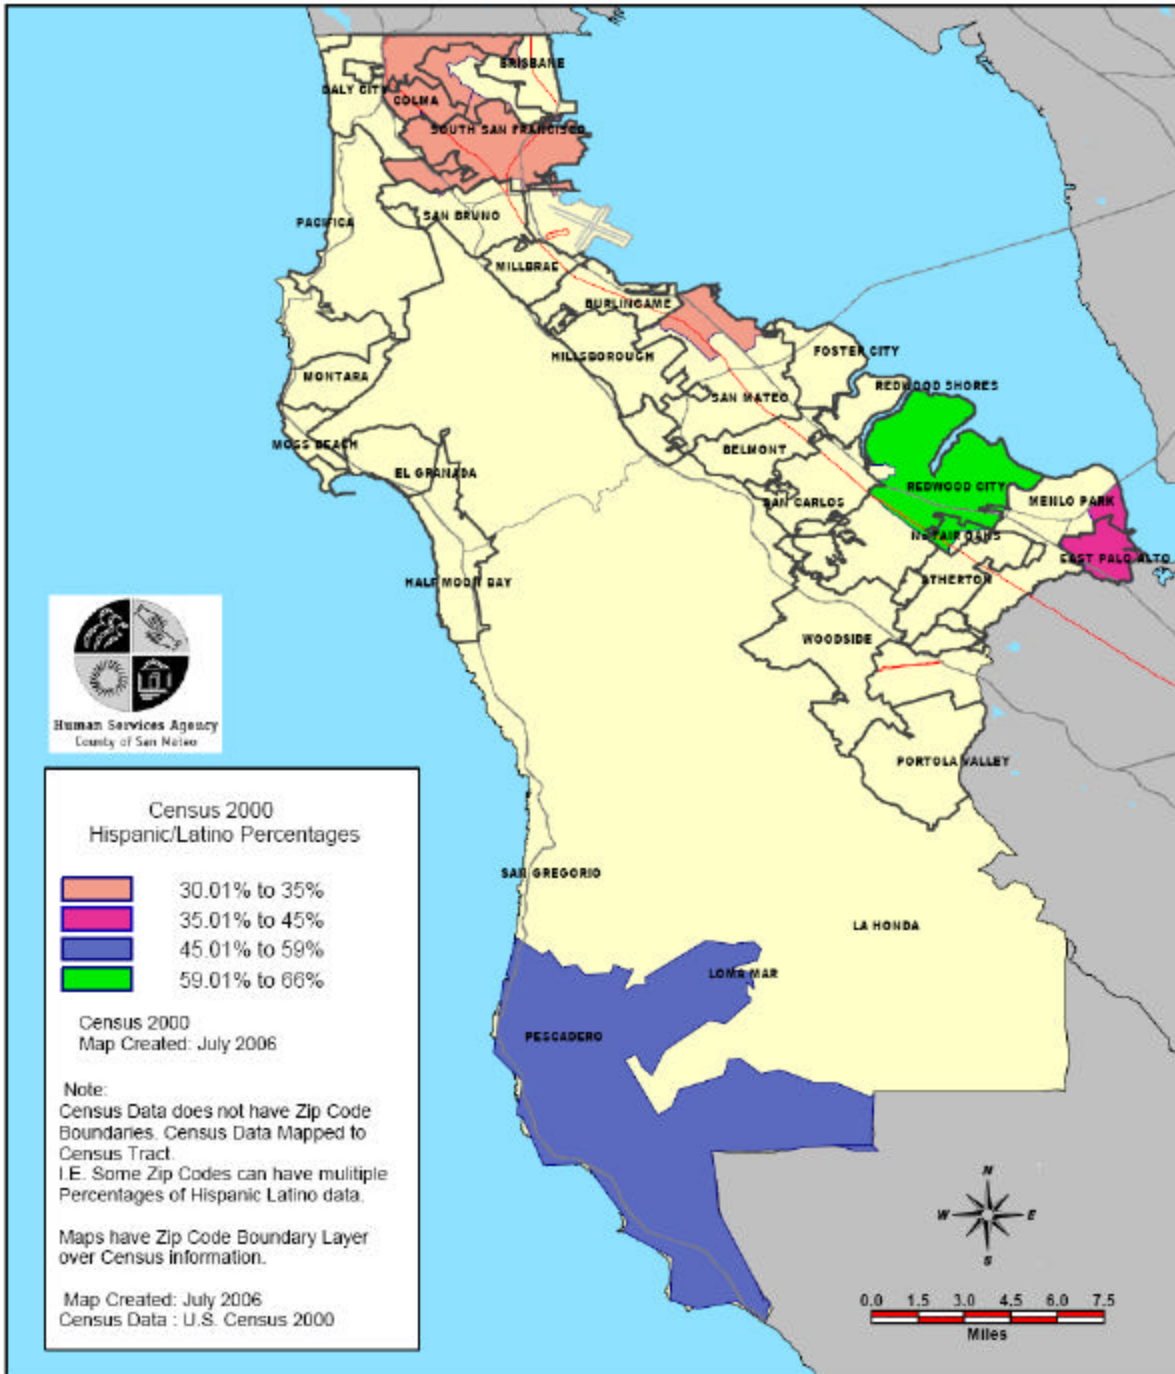 BRISBANE
DALY CITY
COLMA
SOUTH SAN FRANCISCO
PACIFICA
SAN BRUNO
MILLBRAE
BURLINGAME
HILLSBOROUGH
FOSTER CITY
MONTARA
SAN MATEO
REDWOOD SHORES
MOSS BEACH
BELMONT
EL GRANADA
REDWOOD CITY
SAN CARLOS
MENLO PARK
FAIR OAKS
EAST PALO ALTO
HALF MOON BAY
ATHERTON
WOODSIDE
PORTOLA VALLEY
SAN GREGORIO
LA HONDA
LOMA MAR
PESCADERO
Human Services Agency
County of San Mateo
Census 2000
Hispanic/Latino Percentages
30.01% to 35%
35.01% to 45%
45.01% to 59%
59.01% to 66%
Census 2000
Map Created: July 2006
Note:
Census Data does not have Zip Code
Boundaries. Census Data Mapped to
Census Tract.
I.E. Some Zip Codes can have mulitiple
Percentages of Hispanic Latino data.
Maps have Zip Code Boundary Layer
over Census information.
Map Created: July 2006
Census Data : U.S. Census 2000
N
W E
S
0.0 1.5 3.0 4.5 6.0 7.5
Miles